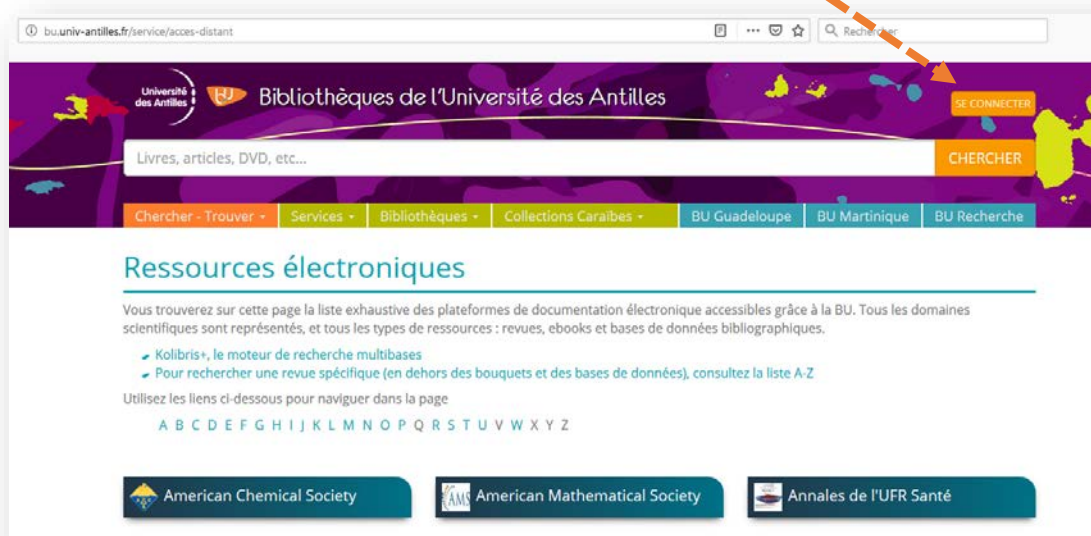 bu.univ-antilles.fr/service/acces-distant
Rechercher
Université des Antilles
BU
Bibliothèques de l'Université des Antilles
SE CONNECTER
Livres, articles, DVD, etc...
CHERCHER
Chercher - Trouver Services Bibliothèques Collections Caraïbes BU Guadeloupe BU Martinique BU Recherche
Ressources électroniques
Vous trouverez sur cette page la liste exhaustive des plateformes de documentation électronique accessibles grâce à la BU. Tous les domaines
scientifiques sont représentés, et tous les types de ressources : revues, ebooks et bases de données bibliographiques.
Kolibris+, le moteur de recherche multibases
Pour rechercher une revue spécifique (en dehors des bouquets et des bases de données), consultez la liste A-Z
Utilisez les liens ci-dessous pour naviguer dans la page
A B C D E F G H I J K L M N O P Q R S T U V W X Y Z
American Chemical Society
AMS American Mathematical Society
Annales de l'UFR Santé